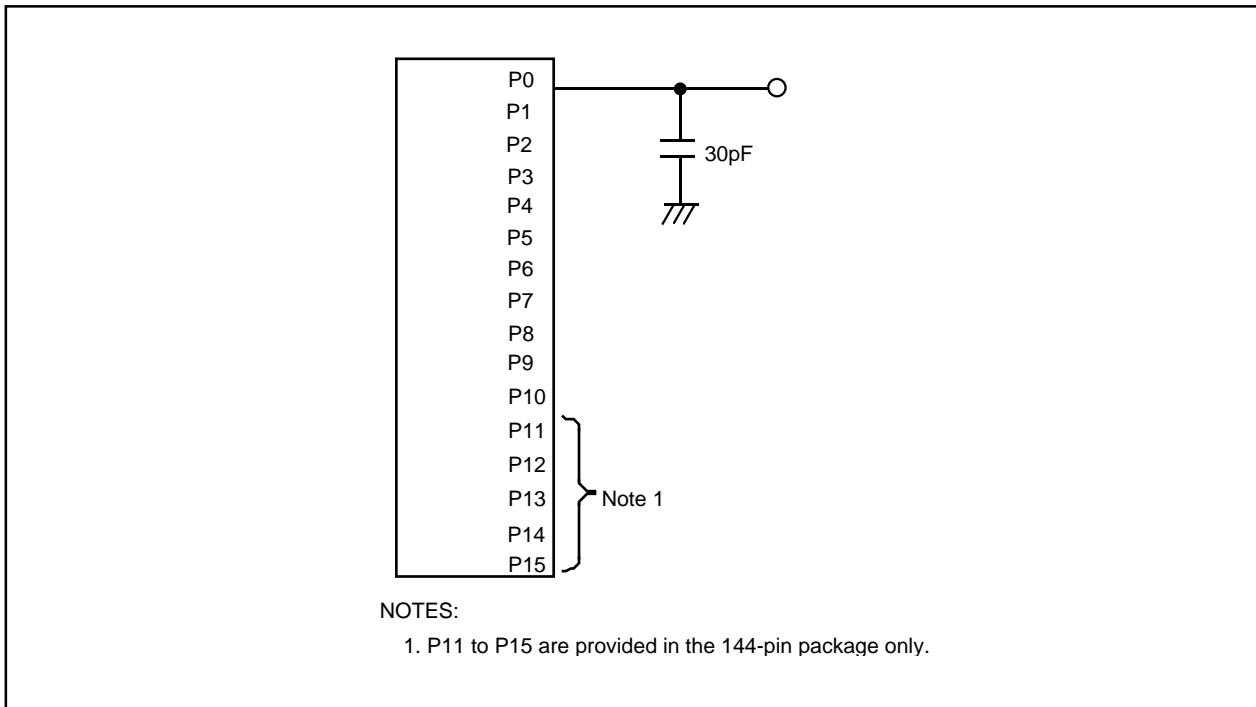 P0
P1
P2
30pF
P3
P4
P5
P6
P7
P8
P9
P10
P11
P12
P13
Note 1
P14
P15
NOTES:
1. P11 to P15 are provided in the 144-pin package only.